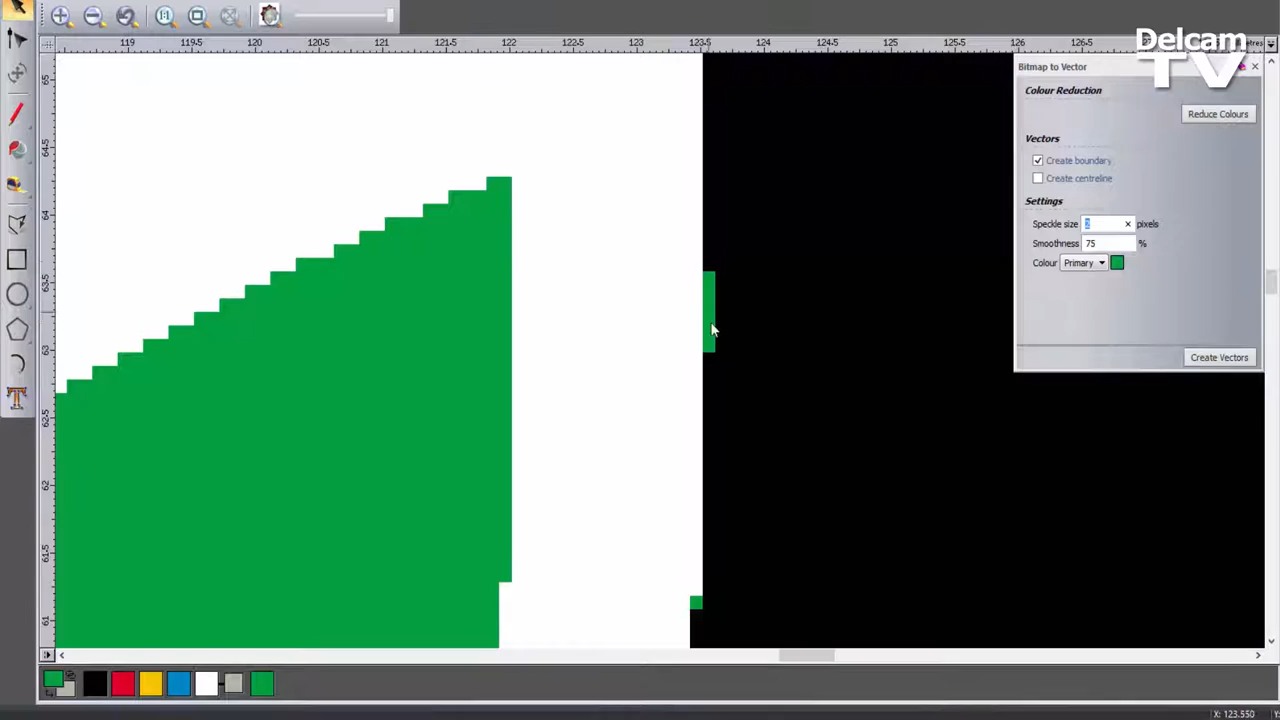 119 119.5 120 120.5 121 121.5 122 122.5 123 123.5 124 124.5 125 125.5 126 126.5
Delcam
TV
Bitmap to Vector
Colour Reduction
Reduce Colours
Vectors
Create boundary
Create centreline
Settings
Speckle size 2 pixels
Smoothness 75 %
Colour Primary
Create Vectors
65
64.5
64
63.5
63
62.5
62
61.5
61
X: 123.550